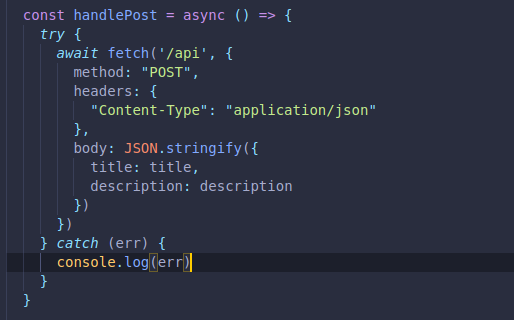 const handlePost = async () => {
try {
await fetch('/api', {
method: "POST",
headers: {
"Content-Type": "application/json"
},
body: JSON.stringify({
title: title,
description: description
})
})
} catch (err) {
console.log(err)
}
}